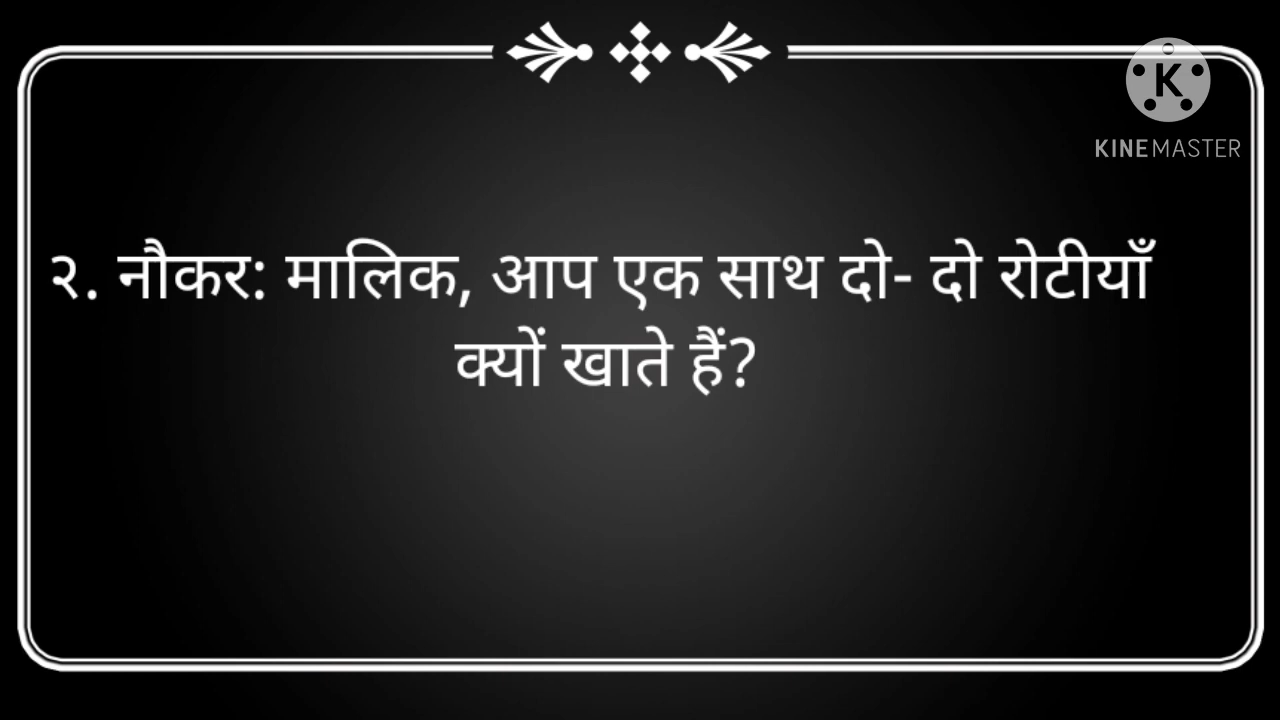 K
KINEMASTER
२. नौकर: मालिक, आप एक साथ दो- दो रोटीयाँ
क्यों खाते हैं?